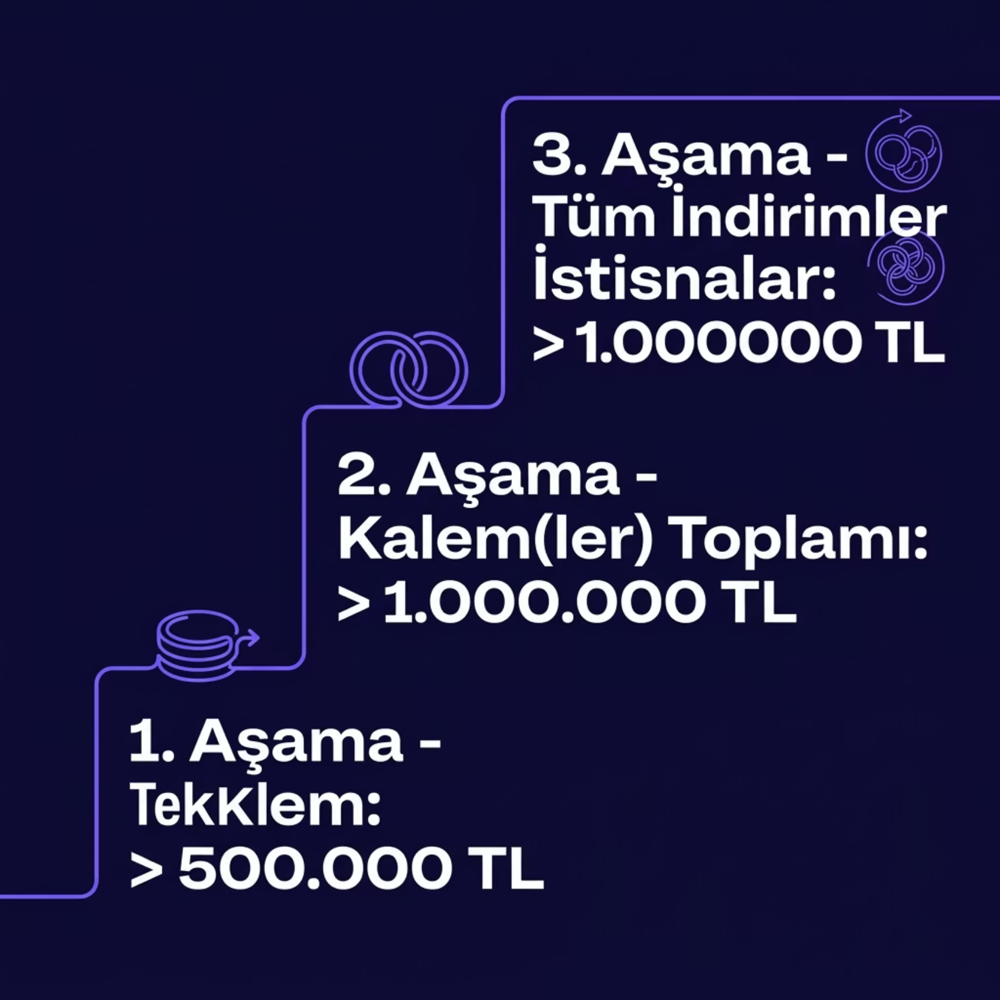 3. Aşama -
Tüm İndirimler
İstisnalar:
> 1.000000 TL
2. Aşama -
Kalem(ler) Toplamı:
> 1.000.000 TL
1. Aşama -
TekKlem:
> 500.000 TL